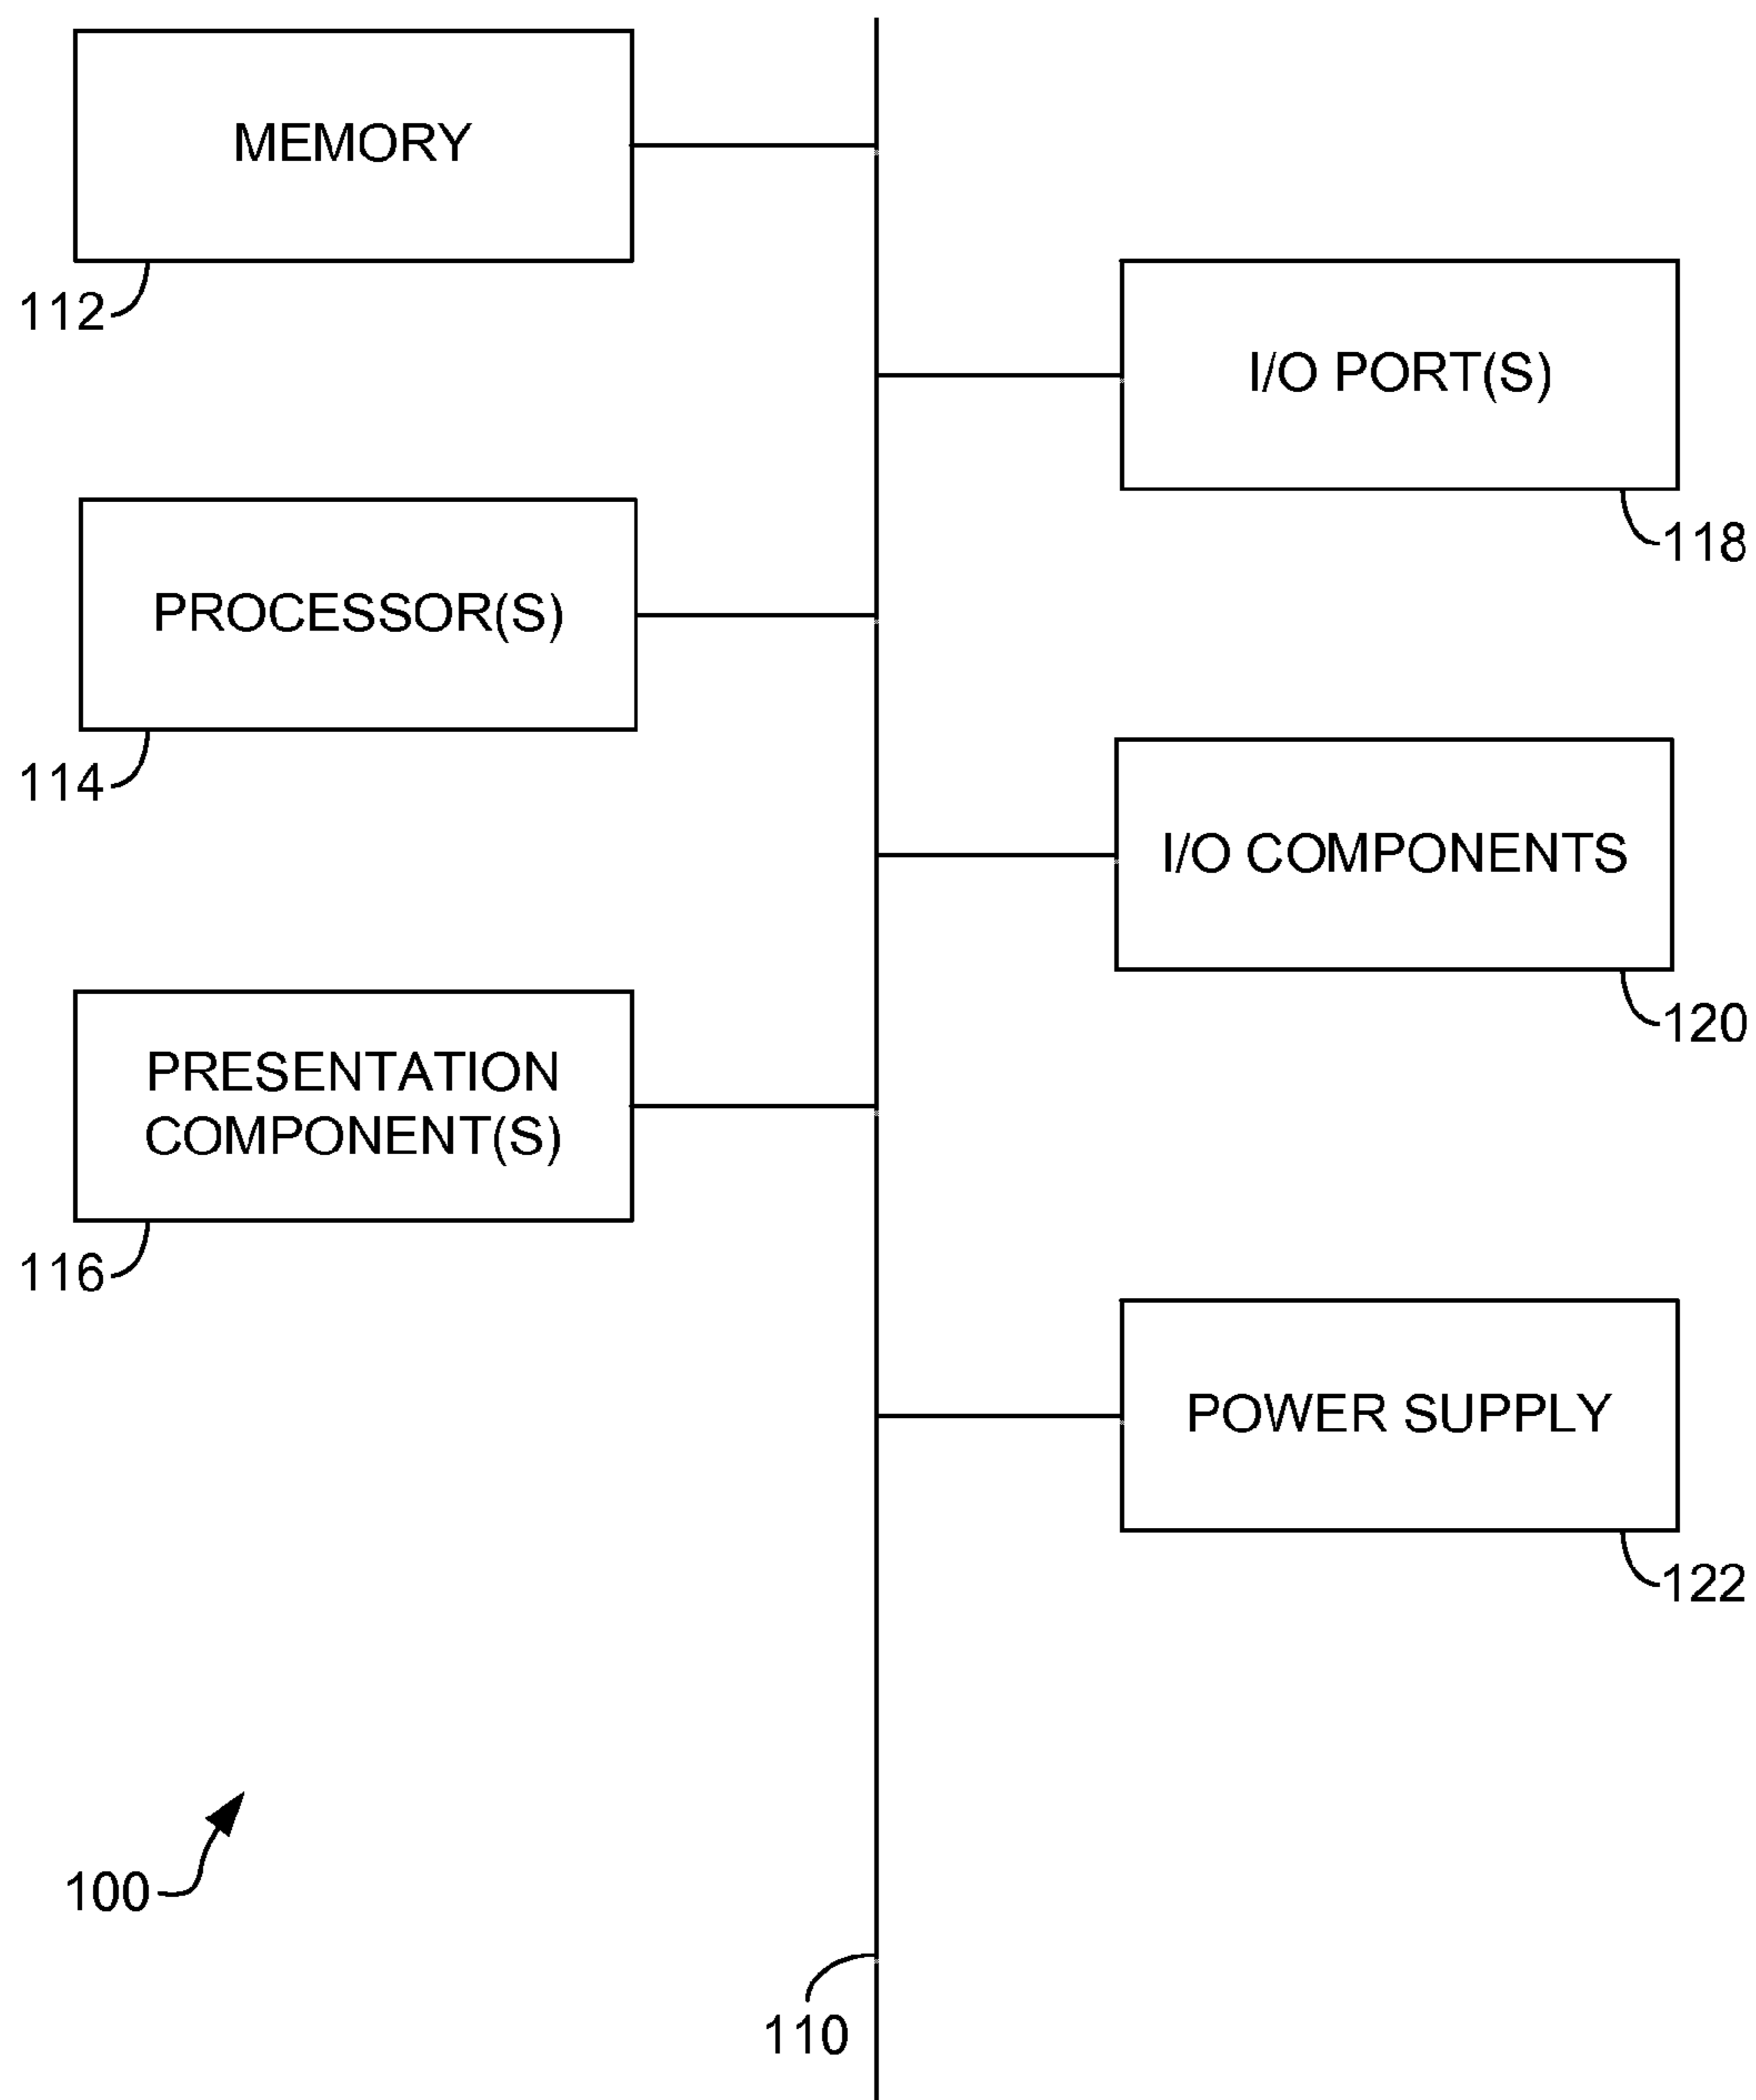 MEMORY
112
I/O PORT(S)
118
PROCESSOR(S)
114
I/O COMPONENTS
120
PRESENTATION
COMPONENT(S)
116
POWER SUPPLY
122
100
110